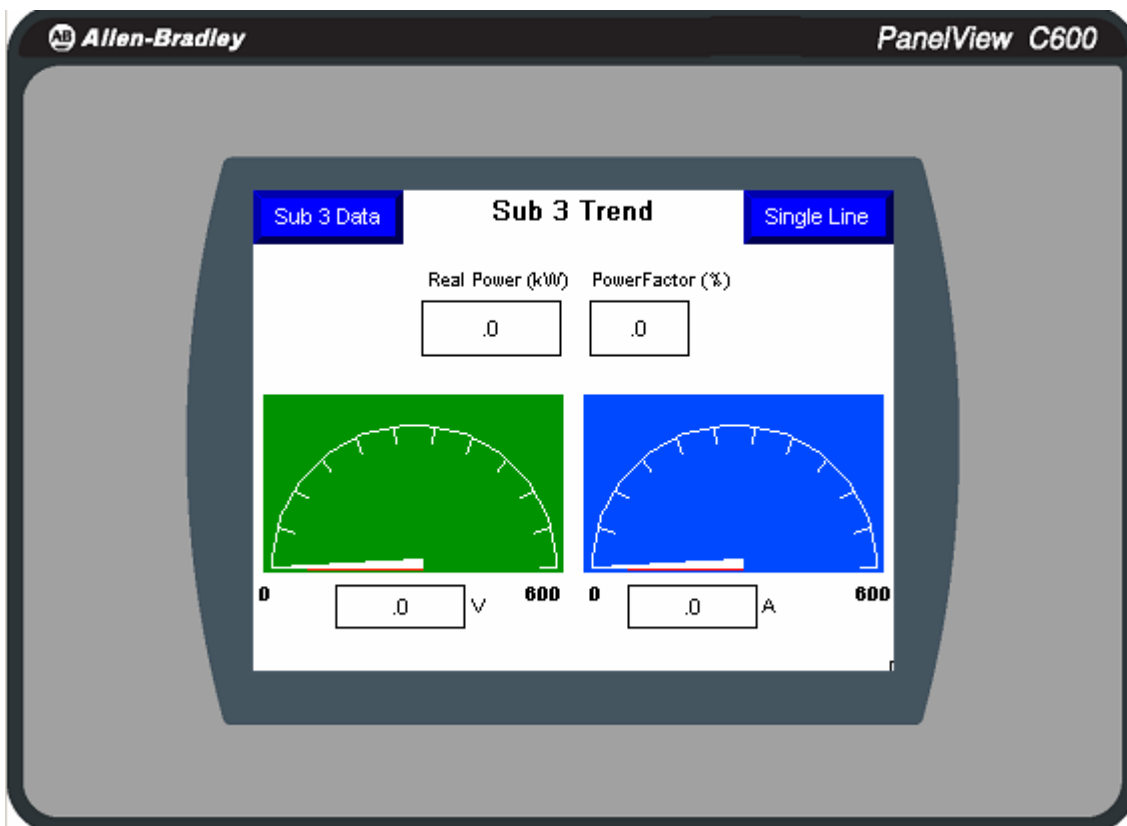 AB Allen-Bradley
PanelView C600
Sub 3 Data
Sub 3 Trend
Single Line
Real Power (kW)
PowerFactor (%)
.0
.0
0
.0
V
600
0
.0
A
600